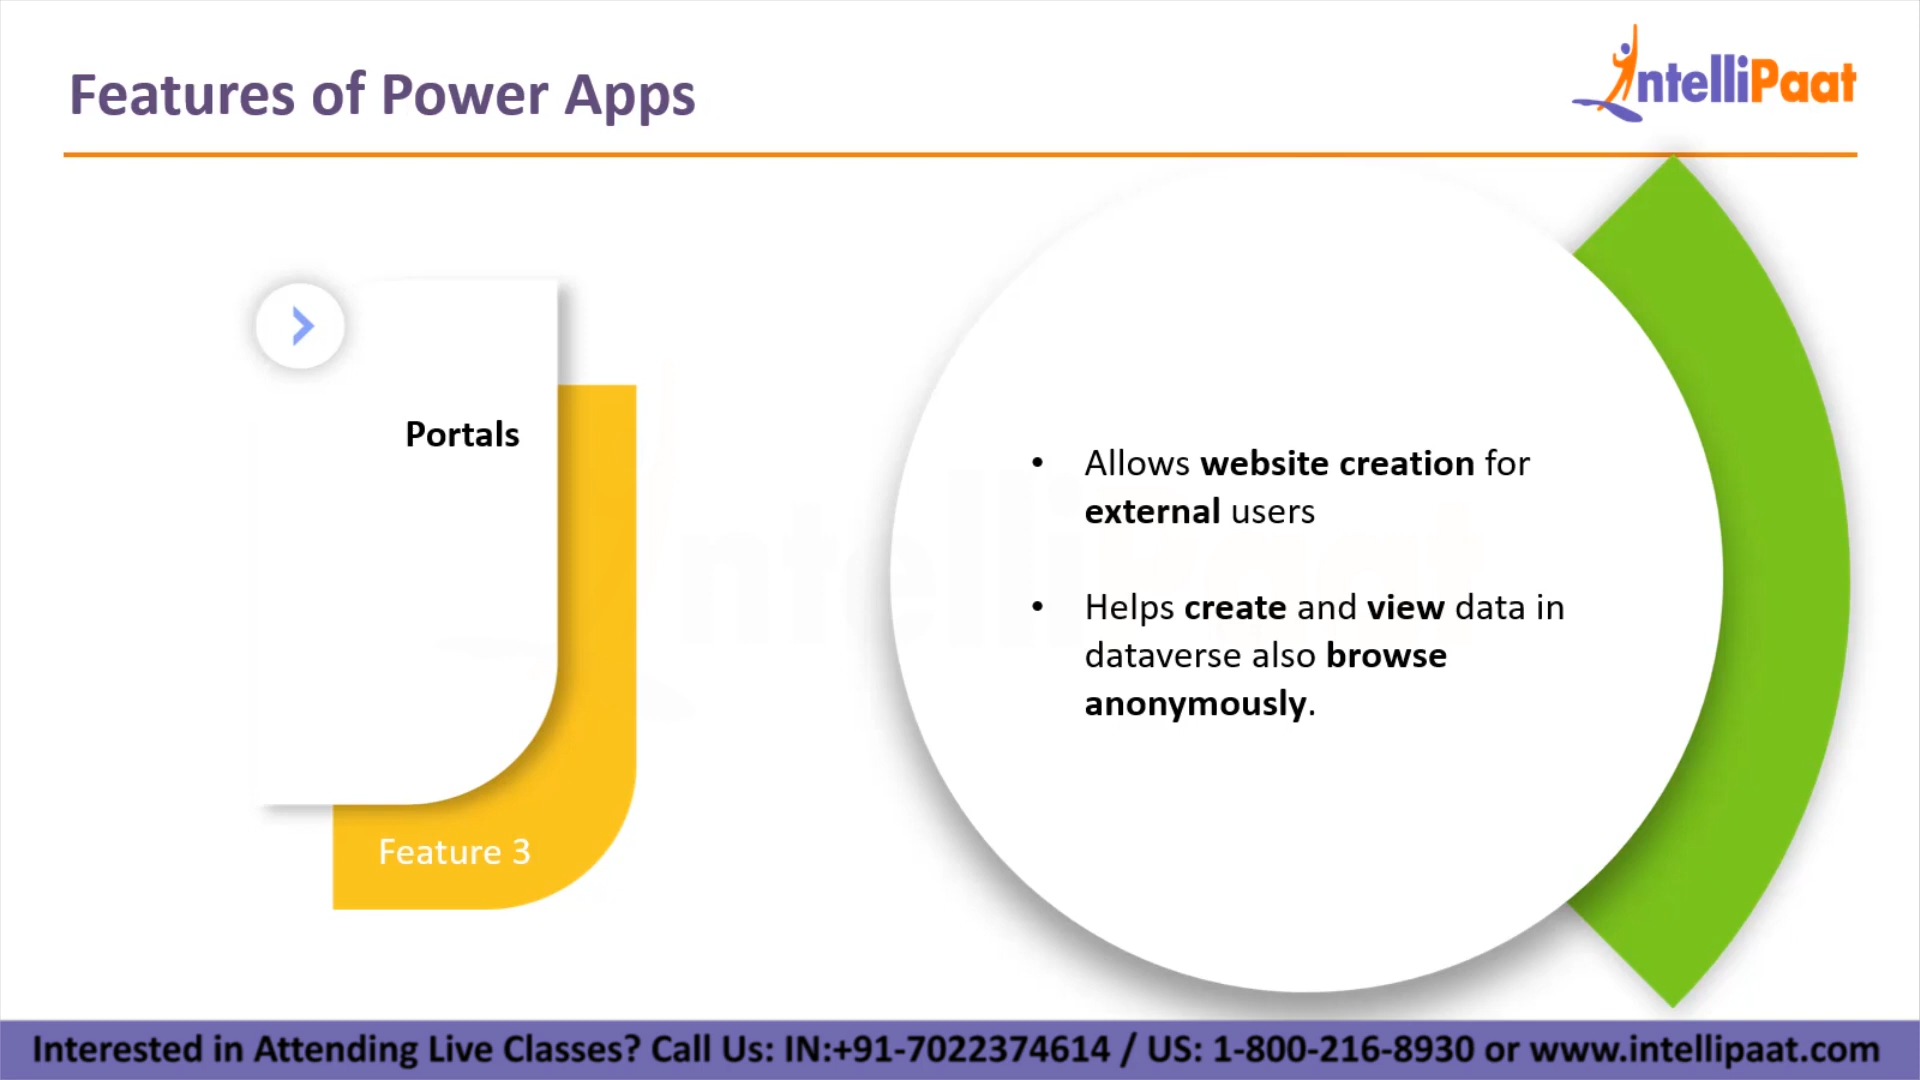 Features of Power Apps
IntelliPaat
Portals
Feature 3
• Allows website creation for
external users
• Helps create and view data in
dataverse also browse
anonymously.
Interested in Attending Live Classes? Call Us: IN:+91-7022374614 / US: 1-800-216-8930 or www.intellipaat.com